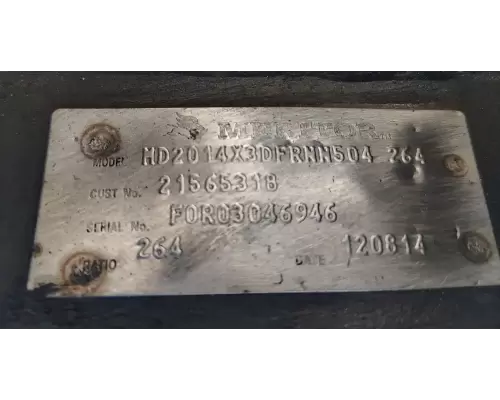 MERITOR
MODEL MD2014X3DFRNN504 264
CUST No. 21565318
SERIAL No. FOR03046946
RATIO 264 DATE 120814